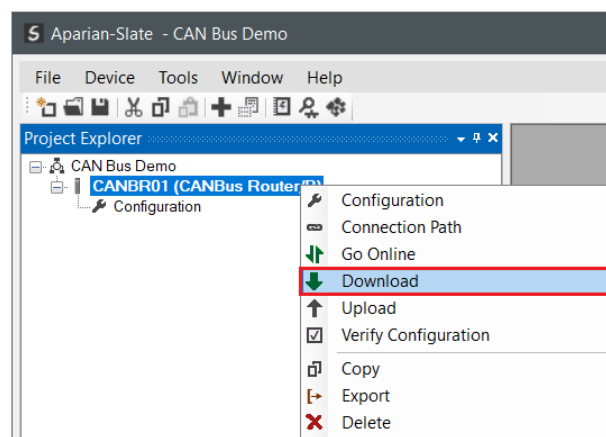 S Aparian-Slate - CAN Bus Demo
File Device Tools Window Help
Project Explorer
CAN Bus Demo
CANBR01 (CANBus Router/B)
Configuration
Configuration
Connection Path
Go Online
Download
Upload
Verify Configuration
Copy
Export
Delete